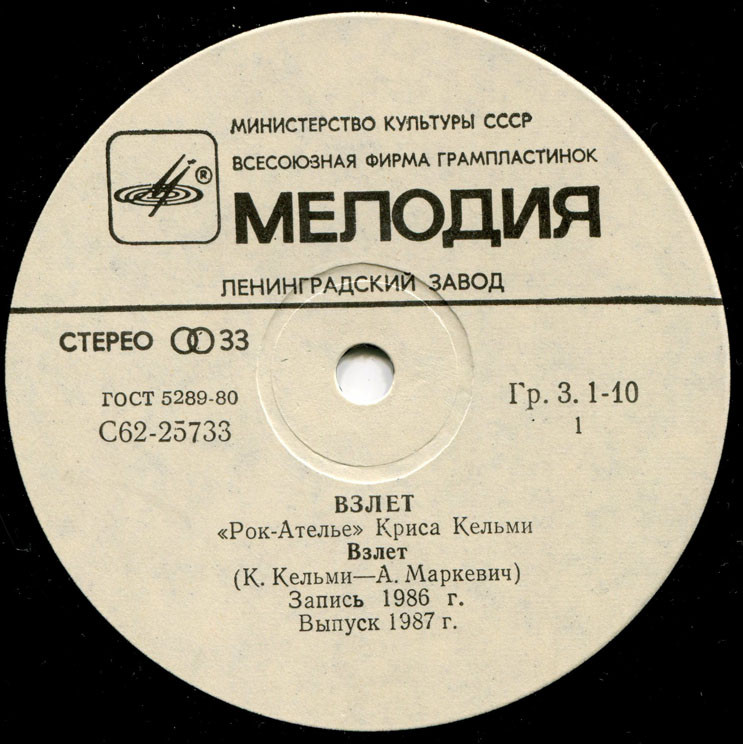 МИНИСТЕРСТВО КУЛЬТУРЫ СССР
ВСЕСОЮЗНАЯ ФИРМА ГРАМПЛАСТИНОК
®
МЕЛОДИЯ
ЛЕНИНГРАДСКИЙ ЗАВОД
СТЕРЕО 33
ГОСТ 5289-80
С62-25733
Гр. 3. 1-10
1
ВЗЛЕТ
«Рок-Ателье» Криса Кельми
Взлет
(К. Кельми—А. Маркевич)
Запись 1986 г.
Выпуск 1987 г.